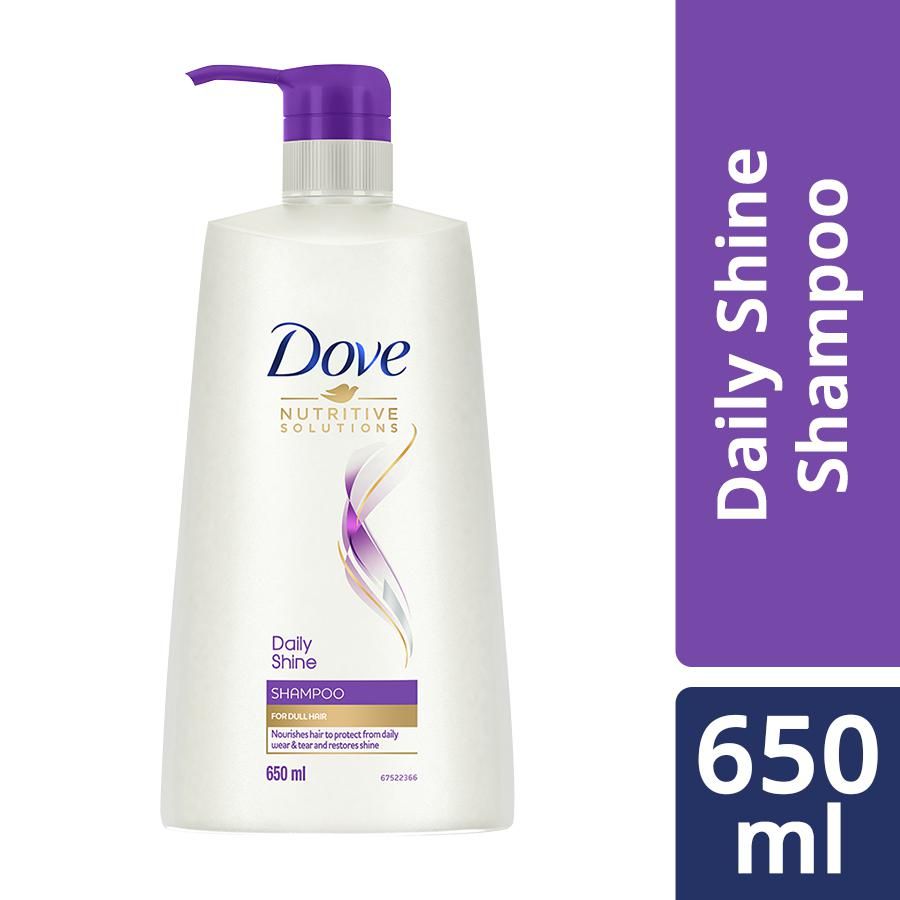 Dove
NUTRITIVE
SOLUTIONS
Daily
Shine
SHAMPOO
FOR DULL HAIR
Nourishes hair to protect from daily
wear & tear and restores shine
650 ml
67522366
Daily Shine
Shampoo
650
ml